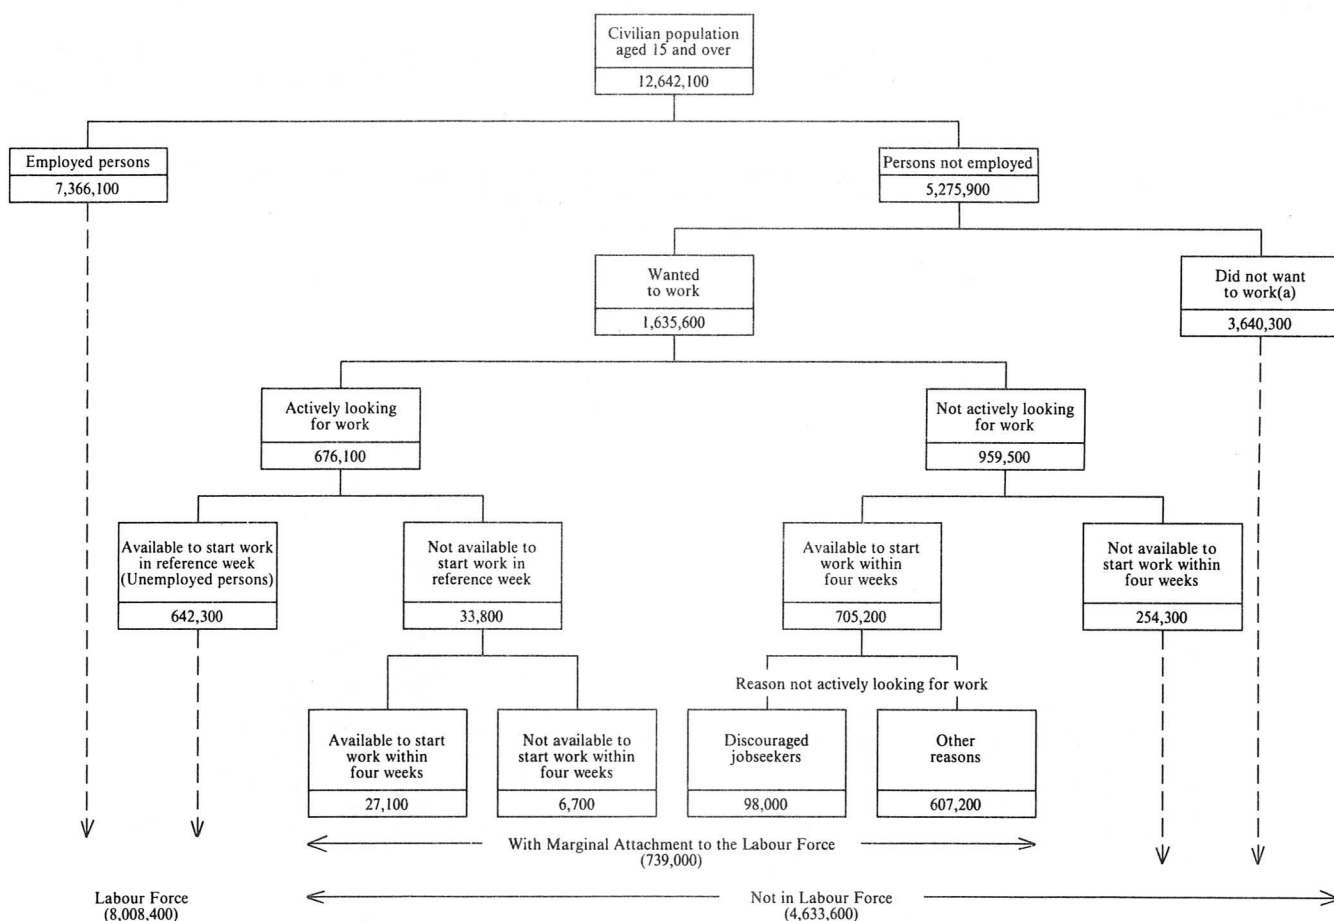 Civilian population
aged 15 and over
12,642,100
Employed persons
7,366,100
Persons not employed
5,275,900
Wanted
to work
1,635,600
Did not want
to work(a)
3,640,300
Actively looking
for work
676,100
Not actively looking
for work
959,500
Available to start work
in reference week
(Unemployed persons)
642,300
Not available to
start work in
reference week
33,800
Available to start
work within
four weeks
705,200
Not available to
start work within
four weeks
254,300
Reason not actively looking for work
Available to start
work within
four weeks
27,100
Not available to
start work within
four weeks
6,700
Discouraged
jobseekers
98,000
Other
reasons
607,200
With Marginal Attachment to the Labour Force
(739,000)
Labour Force
(8,008,400)
Not in Labour Force
(4,633,600)